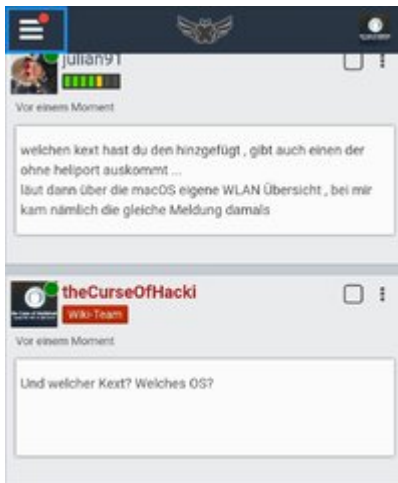 julian91
Vor einem Moment
welchen kext hast du den hinzgefügt , gibt auch einen der
ohne heliport auskommt ...
läut dann über die macOS eigene WLAN Übersicht , bei mir
kam nämlich die gleiche Meldung damals
theCurseOfHacki
Wiki-Team
Vor einem Moment
Und welcher Kext? Welches OS?